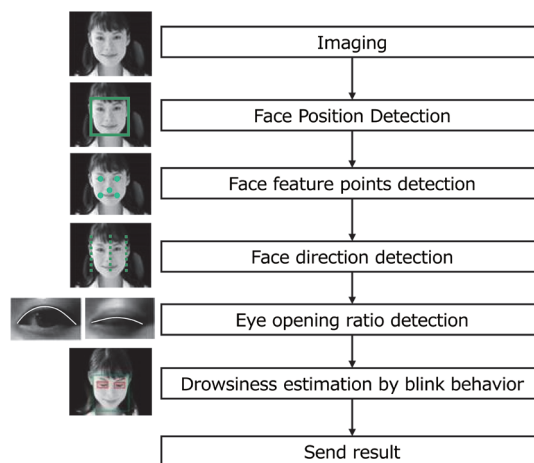 Imaging
Face Position Detection
Face feature points detection
Face direction detection
Eye opening ratio detection
Drowsiness estimation by blink behavior
Send result